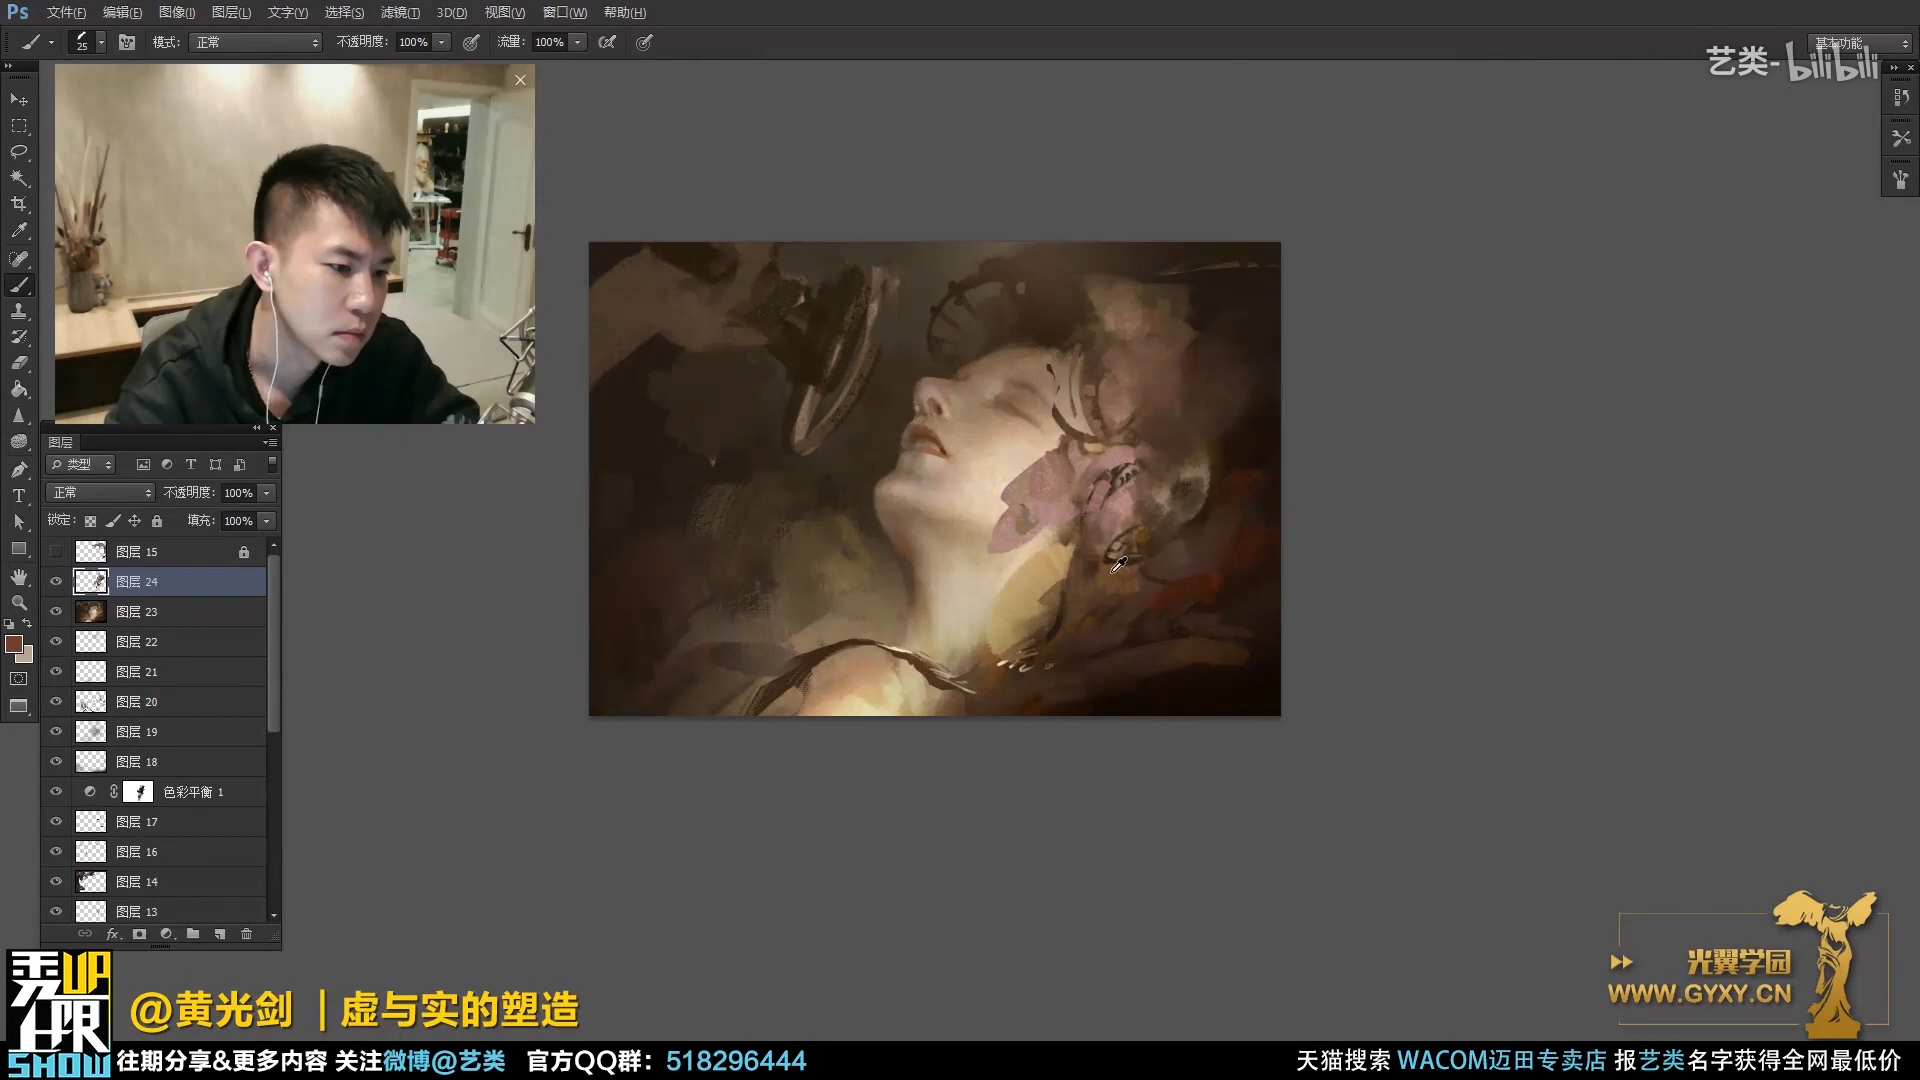 Ps 文件(F) 编辑(E) 图像(I) 图层(L) 文字(Y) 选择(S) 滤镜(T) 3D(D) 视图(V) 窗口(W) 帮助(H)
25 模式: 正常 不透明度: 100% 流量: 100% 基本功能
艺类-bilibili
图层
类型
正常 不透明度: 100%
锁定: 填充: 100%
图层 15
图层 24
图层 23
图层 22
图层 21
图层 20
图层 19
图层 18
色彩平衡 1
图层 17
图层 16
图层 14
图层 13
fx
光翼学园
WWW.GYXY.CN
UP
SHOW
@黄光剑 | 虚与实的塑造
往期分享&更多内容 关注微博@艺类 官方QQ群：518296444
天猫搜索 WACOM迈田专卖店 报艺类名字获得全网最低价